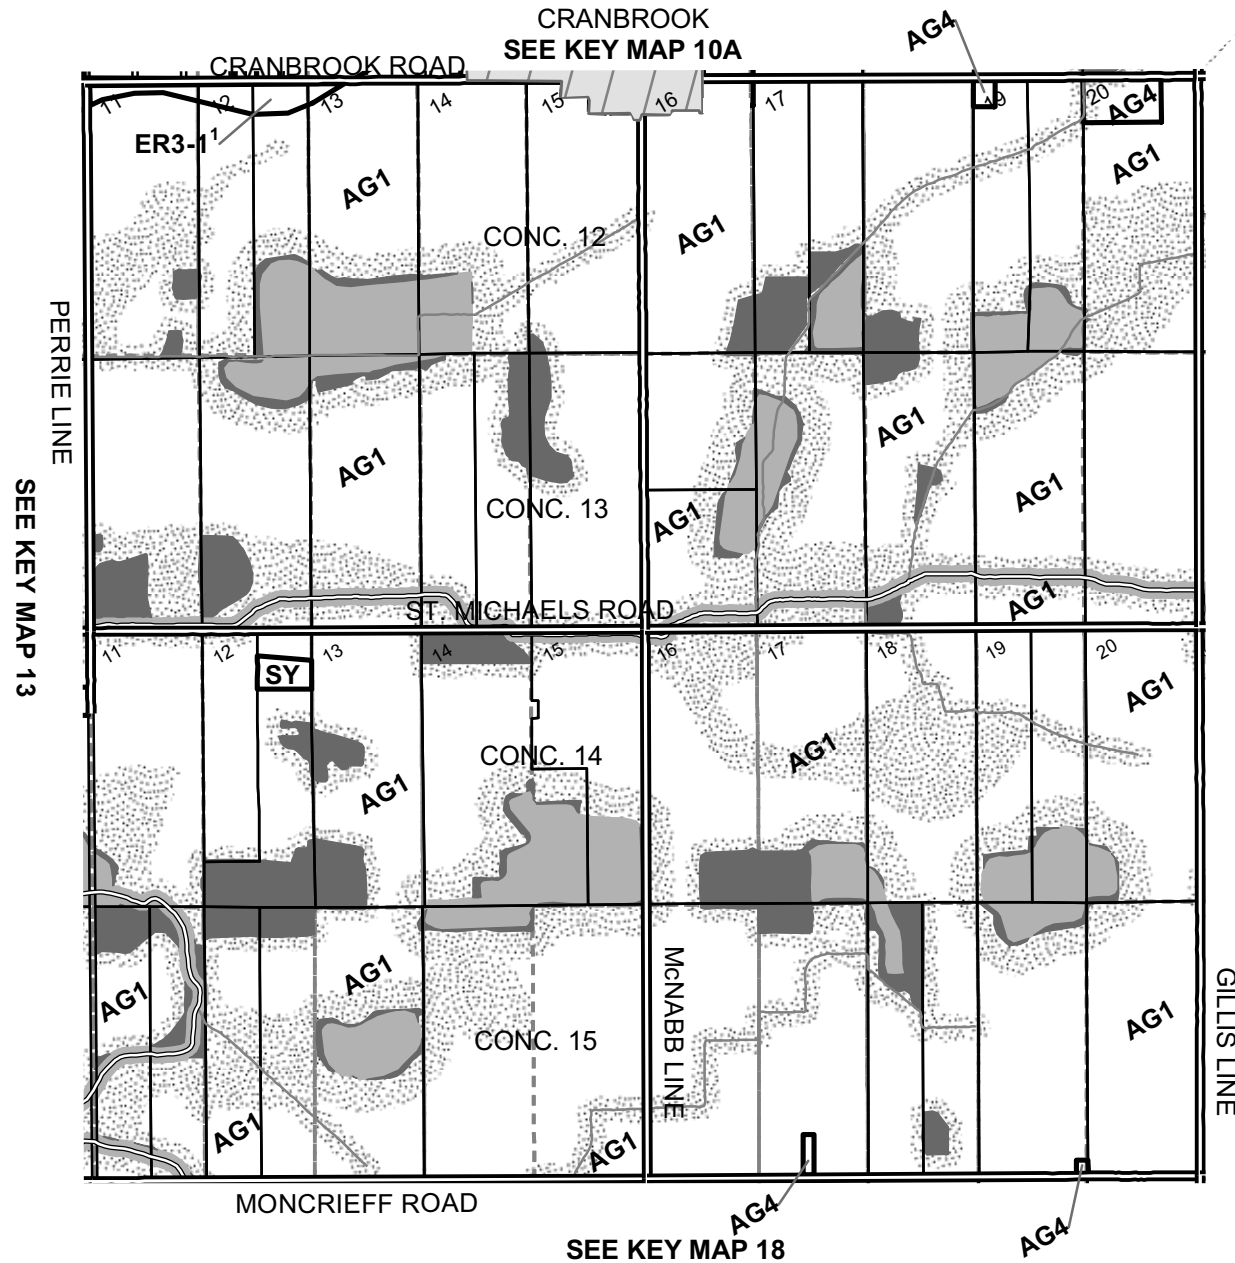 CRANBROOK
SEE KEY MAP 10A
AG4
CRANBROOK ROAD
11
12
13
14
15
16
17
19
20
AG4
ER3-1¹
AG1
AG1
AG1
CONC. 12
PERRIE LINE
AG1
AG1
AG1
AG1
CONC. 13
SEE KEY MAP 13
ST. MICHAELS ROAD
AG1
11
12
13
14
15
16
17
18
19
20
SY
AG1
AG1
CONC. 14
AG1
AG1
AG1
AG1
CONC. 15
McNABB LINE
GILLIS LINE
AG1
AG1
MONCRIEFF ROAD
AG4
AG4
SEE KEY MAP 18